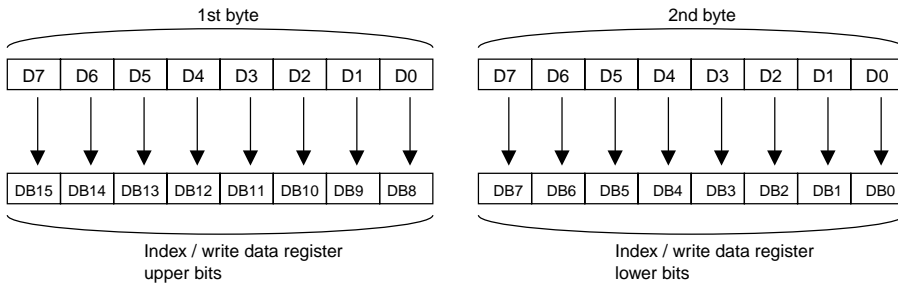 1st byte 2nd byte
D7 D6 D5 D4 D3 D2 D1 D0 D7 D6 D5 D4 D3 D2 D1 D0
DB15 DB14 DB13 DB12 DB11 DB10 DB9 DB8 DB7 DB6 DB5 DB4 DB3 DB2 DB1 DB0
Index / write data register Index / write data register
upper bits lower bits